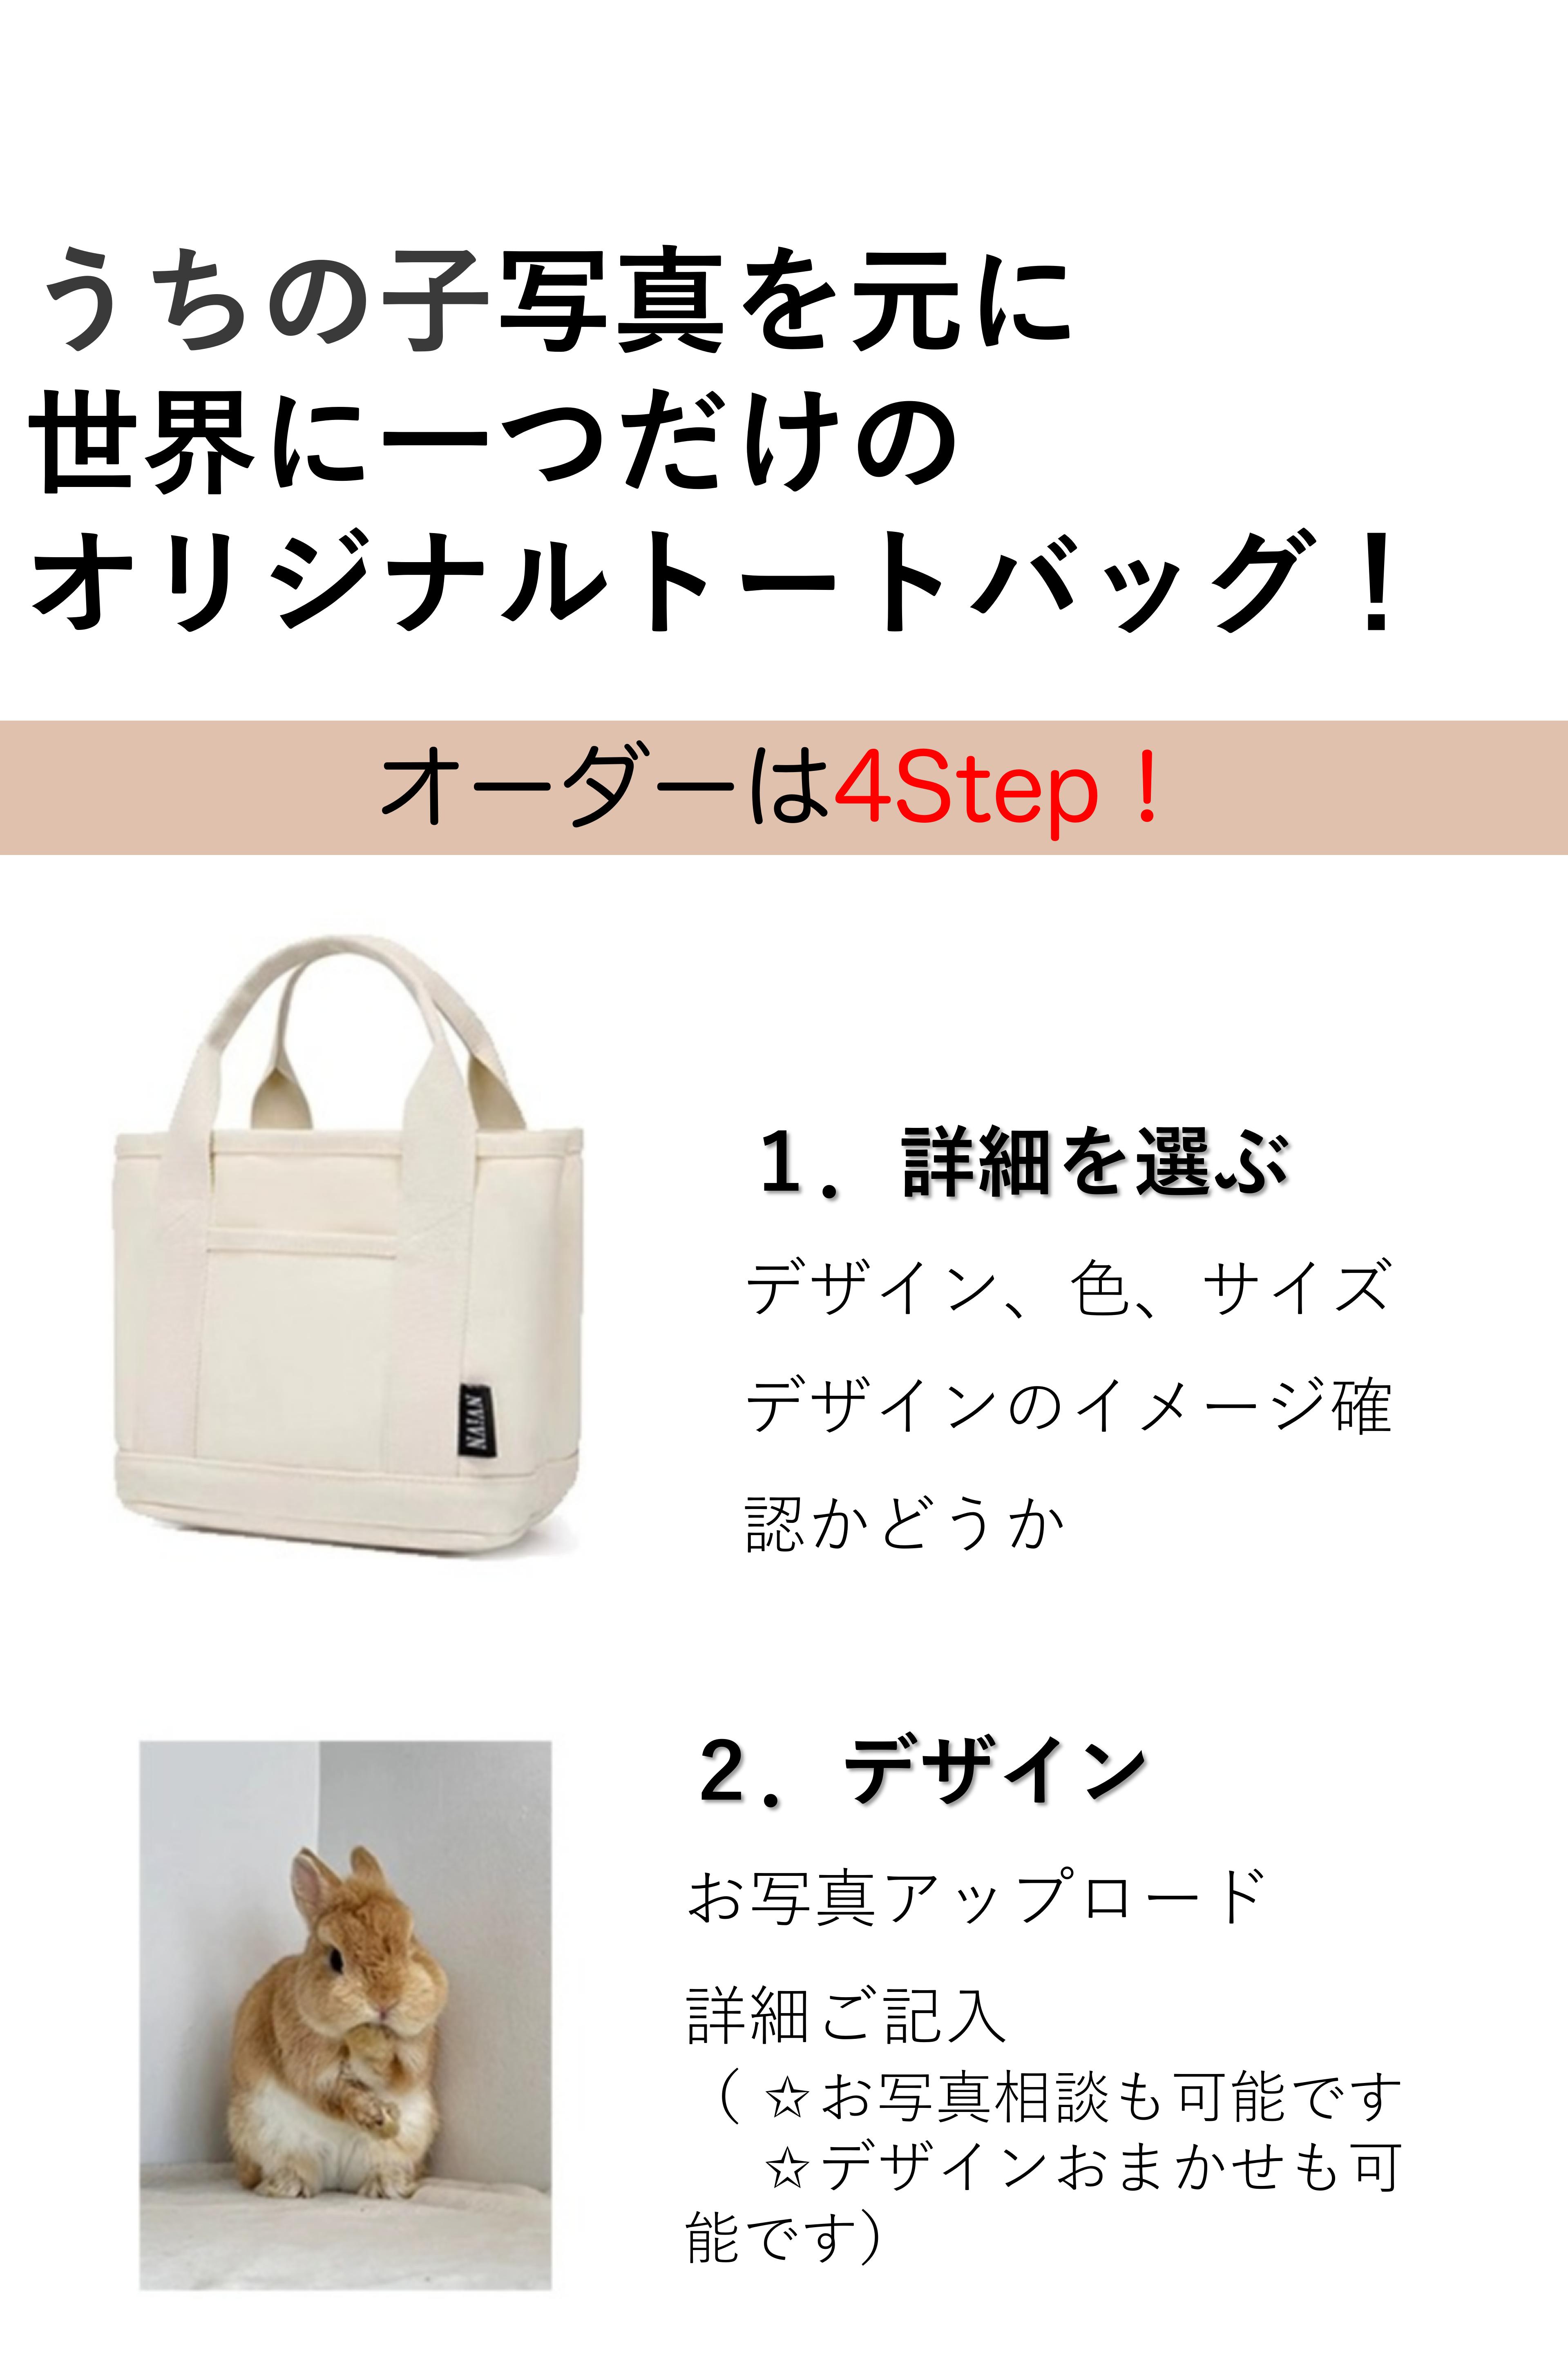 うちの子写真を元に
世界に一つだけの
オリジナルトートバッグ！
オーダーは4Step！
1．詳細を選ぶ
デザイン、色、サイズ
デザインのイメージ確
認かどうか
NAIAN
2．デザイン
お写真アップロード
詳細ご記入
（ ☆お写真相談も可能です
☆デザインおまかせも可
能です）